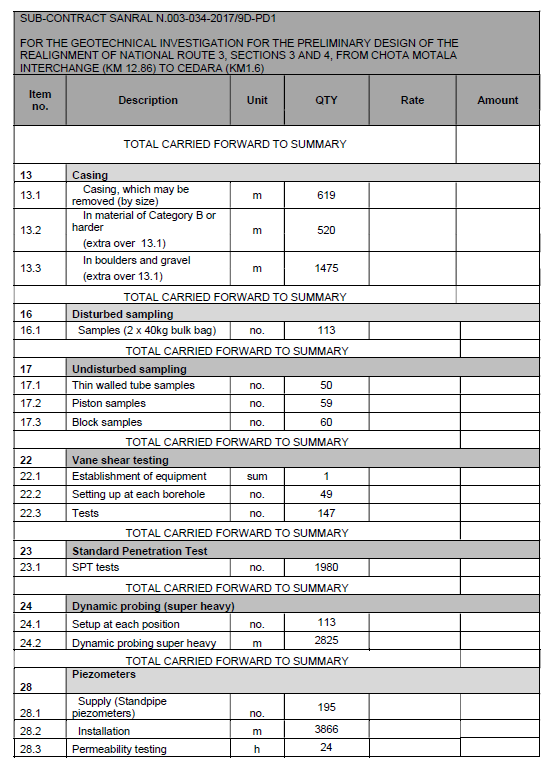 SUB-CONTRACT SANRAL N.003-034-2017/9D-PD1
FOR THE GEOTECHNICAL INVESTIGATION FOR THE PRELIMINARY DESIGN OF THE
REALIGNMENT OF NATIONAL ROUTE 3, SECTIONS 3 AND 4, FROM CHOTA MOTALA
INTERCHANGE (KM 12.86) TO CEDARA (KM1.6)
Item no. Description Unit QTY Rate Amount
TOTAL CARRIED FORWARD TO SUMMARY
13 Casing
13.1 Casing, which may be removed (by size) m 619
13.2 In material of Category B or harder (extra over 13.1) m 520
13.3 In boulders and gravel (extra over 13.1) m 1475
TOTAL CARRIED FORWARD TO SUMMARY
16 Disturbed sampling
16.1 Samples (2 x 40kg bulk bag) no. 113
TOTAL CARRIED FORWARD TO SUMMARY
17 Undisturbed sampling
17.1 Thin walled tube samples no. 50
17.2 Piston samples no. 59
17.3 Block samples no. 60
TOTAL CARRIED FORWARD TO SUMMARY
22 Vane shear testing
22.1 Establishment of equipment sum 1
22.2 Setting up at each borehole no. 49
22.3 Tests no. 147
TOTAL CARRIED FORWARD TO SUMMARY
23 Standard Penetration Test
23.1 SPT tests no. 1980
TOTAL CARRIED FORWARD TO SUMMARY
24 Dynamic probing (super heavy)
24.1 Setup at each position no. 113
24.2 Dynamic probing super heavy m 2825
TOTAL CARRIED FORWARD TO SUMMARY
28 Piezometers
28.1 Supply (Standpipe piezometers) no. 195
28.2 Installation m 3866
28.3 Permeability testing h 24